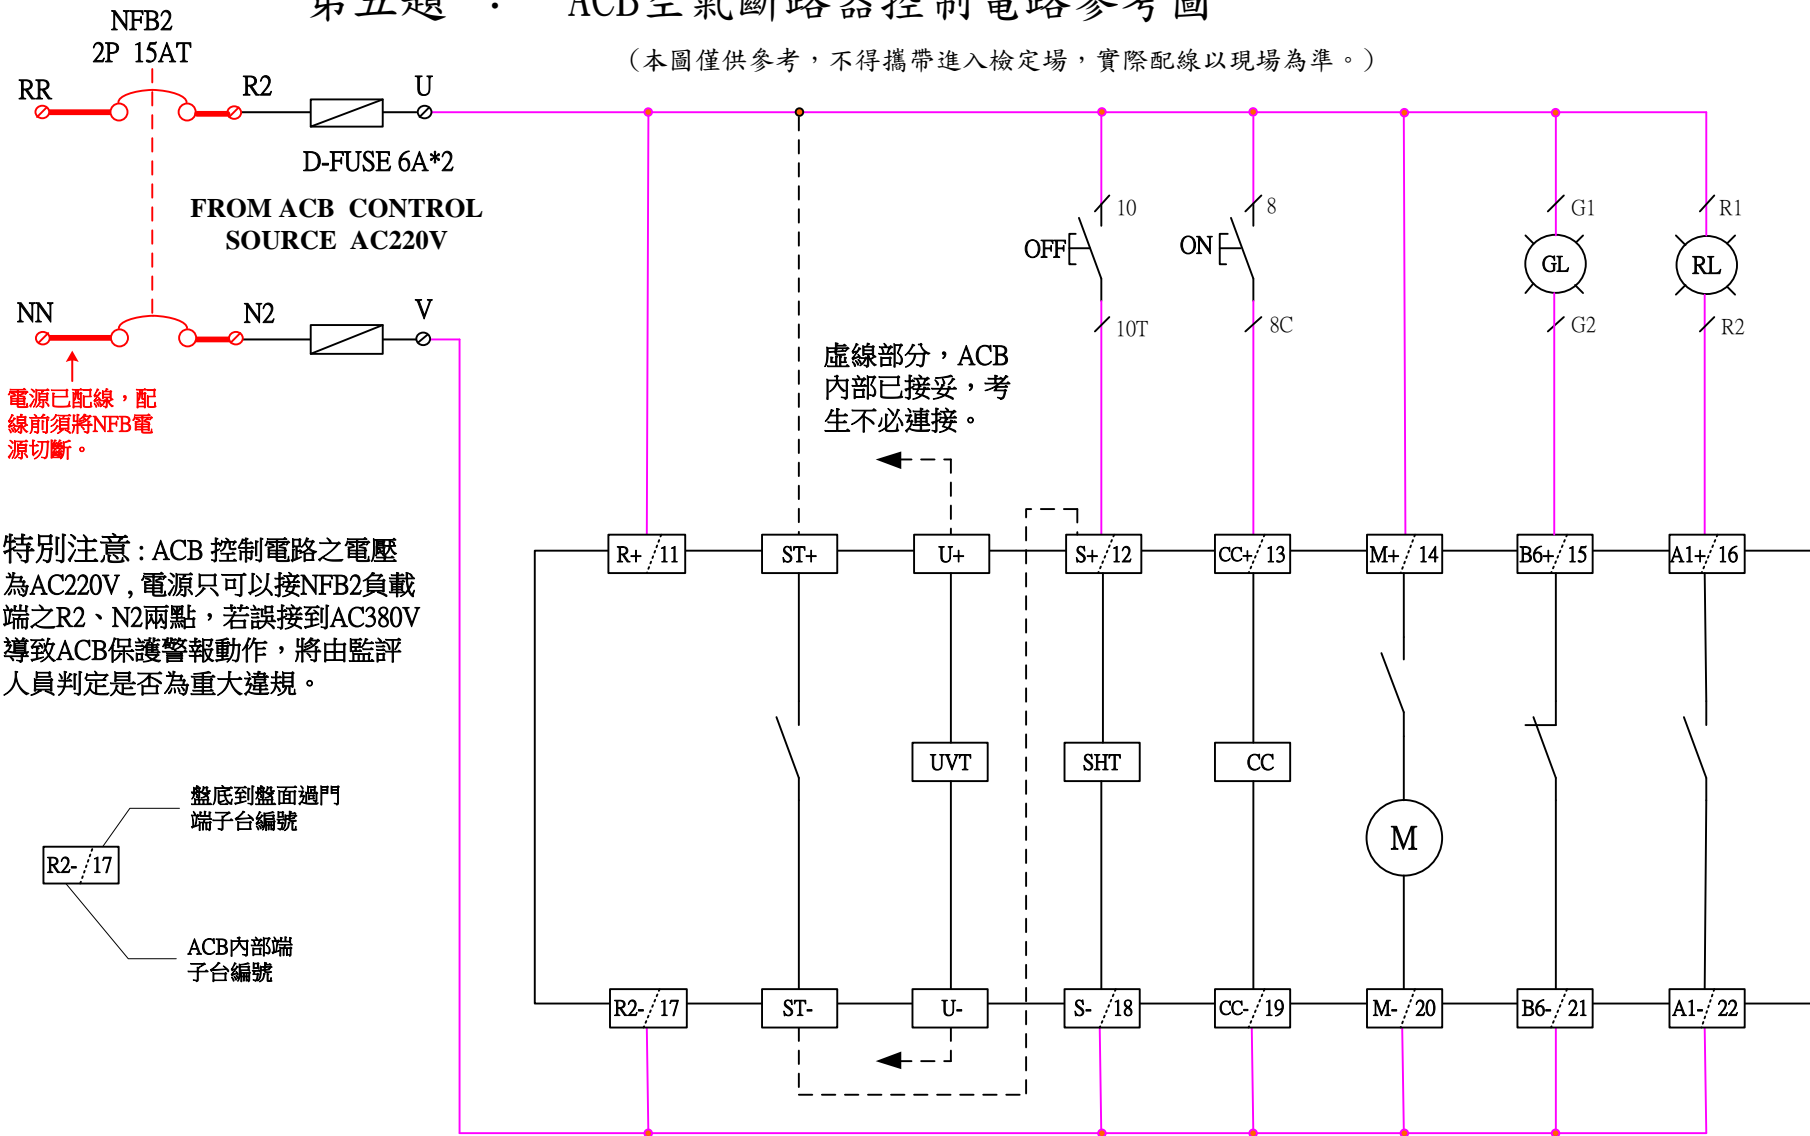 第五題 : ACB空氣斷路器控制電路參考圖
(本圖僅供參考，不得攜帶進入檢定場，實際配線以現場為準。)
NFB2
2P 15AT
RR
R2
U
D-FUSE 6A*2
FROM ACB CONTROL
SOURCE AC220V
NN
N2
V
電源已配線，配
線前須將NFB電
源切斷。
10
8
G1
R1
OFF
ON
GL
RL
10T
8C
G2
R2
虛線部分，ACB
內部已接妥，考
生不必連接。
特別注意 : ACB 控制電路之電壓
為AC220V , 電源只可以接NFB2負載
端之R2、N2兩點，若誤接到AC380V
導致ACB保護警報動作，將由監評
人員判定是否為重大違規。
R+ 11
ST+
U+
S+ 12
CC+ 13
M+ 14
B6+ 15
A1+ 16
UVT
SHT
CC
M
盤底到盤面過門
端子台編號
R2- 17
ACB內部端
子台編號
R2- 17
ST-
U-
S- 18
CC- 19
M- 20
B6- 21
A1- 22